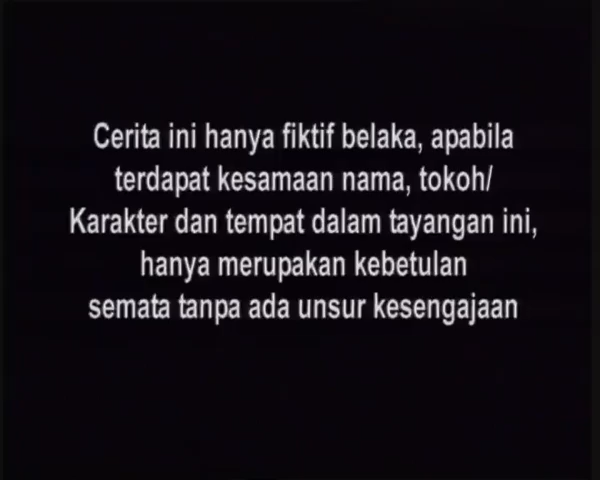 Cerita ini hanya fiktif belaka, apabila
terdapat kesamaan nama, tokoh/
Karakter dan tempat dalam tayangan ini,
hanya merupakan kebetulan
semata tanpa ada unsur kesengajaan